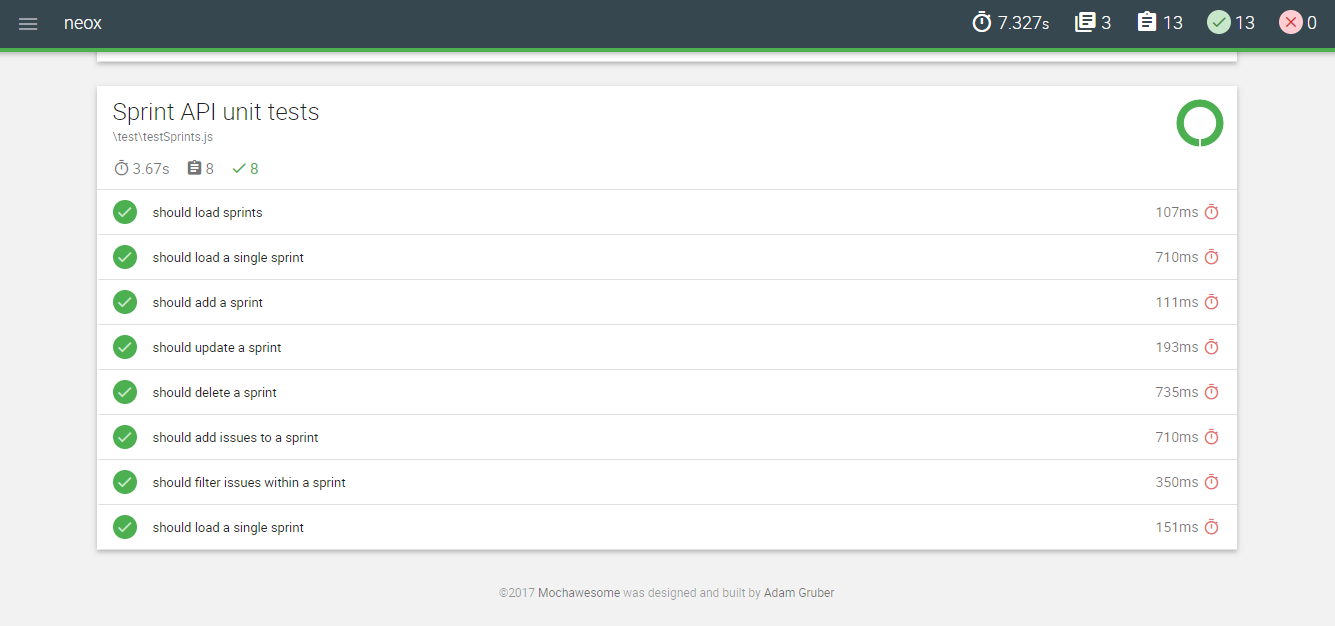 neox 7.327s 3 13 13 0
Sprint API unit tests
\test\testSprints.js
3.67s 8 8
should load sprints 107ms
should load a single sprint 710ms
should add a sprint 111ms
should update a sprint 193ms
should delete a sprint 735ms
should add issues to a sprint 710ms
should filter issues within a sprint 350ms
should load a single sprint 151ms
©2017 Mochawesome was designed and built by Adam Gruber